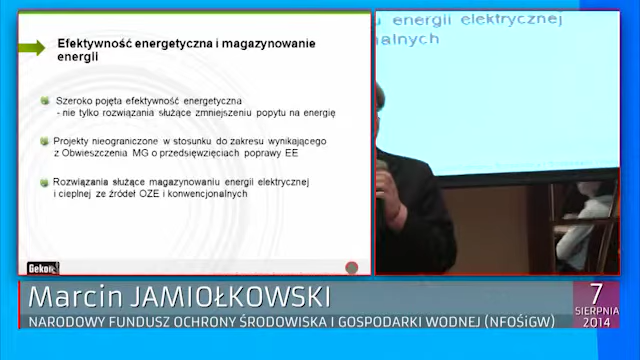 Efektywność energetyczna i magazynowanie
energii
Szeroko pojęta efektywność energetyczna
- nie tylko rozwiązania służące zmniejszeniu popytu na energię
Projekty nieograniczone w stosunku do zakresu wynikającego
z Obwieszczenia MG o przedsięwzięciach poprawy EE
Rozwiązania służące magazynowaniu energii elektrycznej
i cieplnej ze źródeł OZE i konwencjonalnych
Gekon
u energii elektrycznej
nalnych
Marcin JAMIOŁKOWSKI
NARODOWY FUNDUSZ OCHRONY ŚRODOWISKA I GOSPODARKI WODNEJ (NFOŚiGW)
7
SIERPNIA
2014